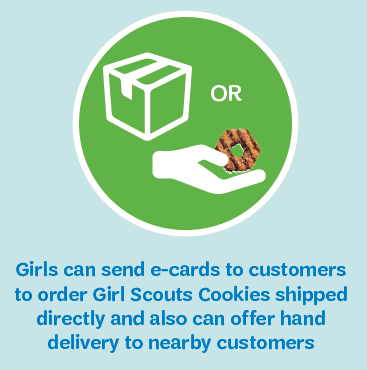 OR
Girls can send e-cards to customers
to order Girl Scouts Cookies shipped
directly and also can offer hand
delivery to nearby customers